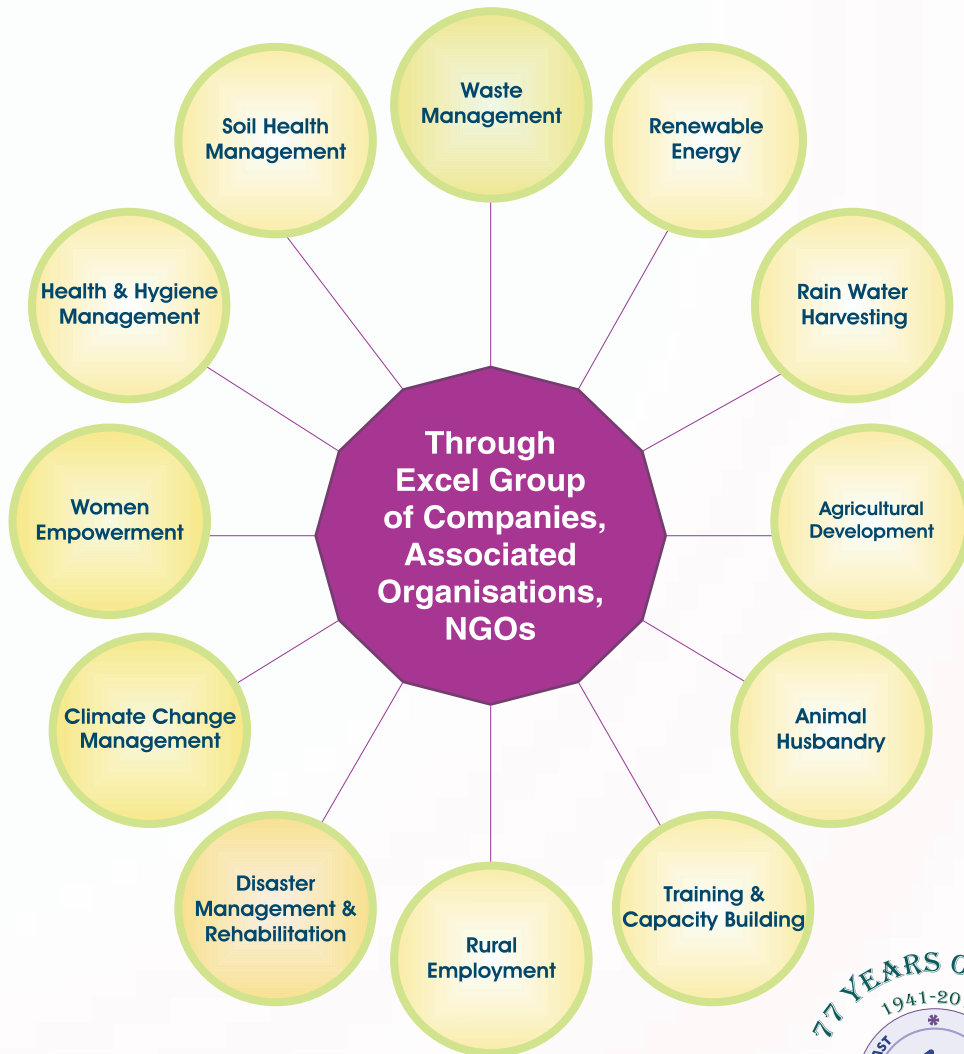 Waste
Management
Renewable
Energy
Rain Water
Harvesting
Agricultural
Development
Animal
Husbandry
Training &
Capacity Building
Rural
Employment
Disaster
Management &
Rehabilitation
Climate Change
Management
Women
Empowerment
Health & Hygiene
Management
Soil Health
Management
Through
Excel Group
of Companies,
Associated
Organisations,
NGOs
77 YEARS
1941-20